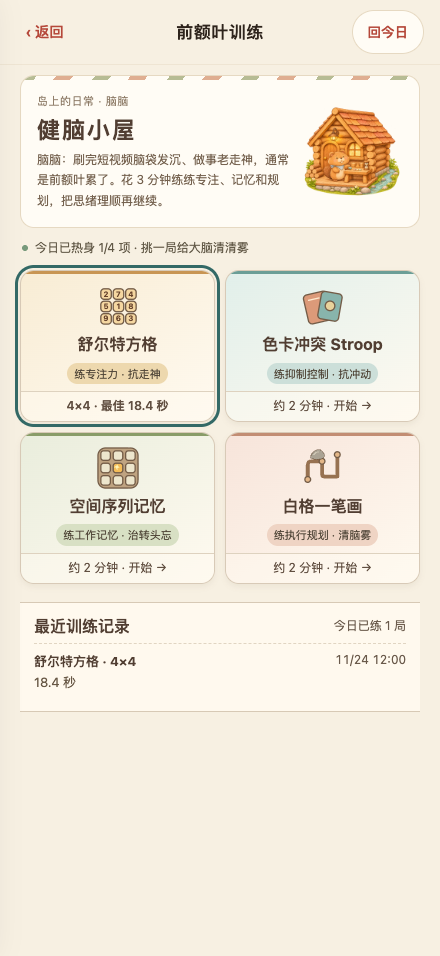 ‹ 返回
前额叶训练
回今日
岛上的日常 · 脑脑
健脑小屋
脑脑：刷完短视频脑袋发沉、做事老走神，通常
是前额叶累了。花 3 分钟练练专注、记忆和规
划，把思绪理顺再继续。
今日已热身 1/4 项 · 挑一局给大脑清清雾
2 7 4
5 1 8
9 6 3
舒尔特方格
练专注力 · 抗走神
4×4 · 最佳 18.4 秒
色卡冲突 Stroop
练抑制控制 · 抗冲动
约 2 分钟 · 开始 →
空间序列记忆
练工作记忆 · 治转头忘
约 2 分钟 · 开始 →
白格一笔画
练执行规划 · 清脑雾
约 2 分钟 · 开始 →
最近训练记录
今日已练 1 局
舒尔特方格 · 4×4
11/24 12:00
18.4 秒